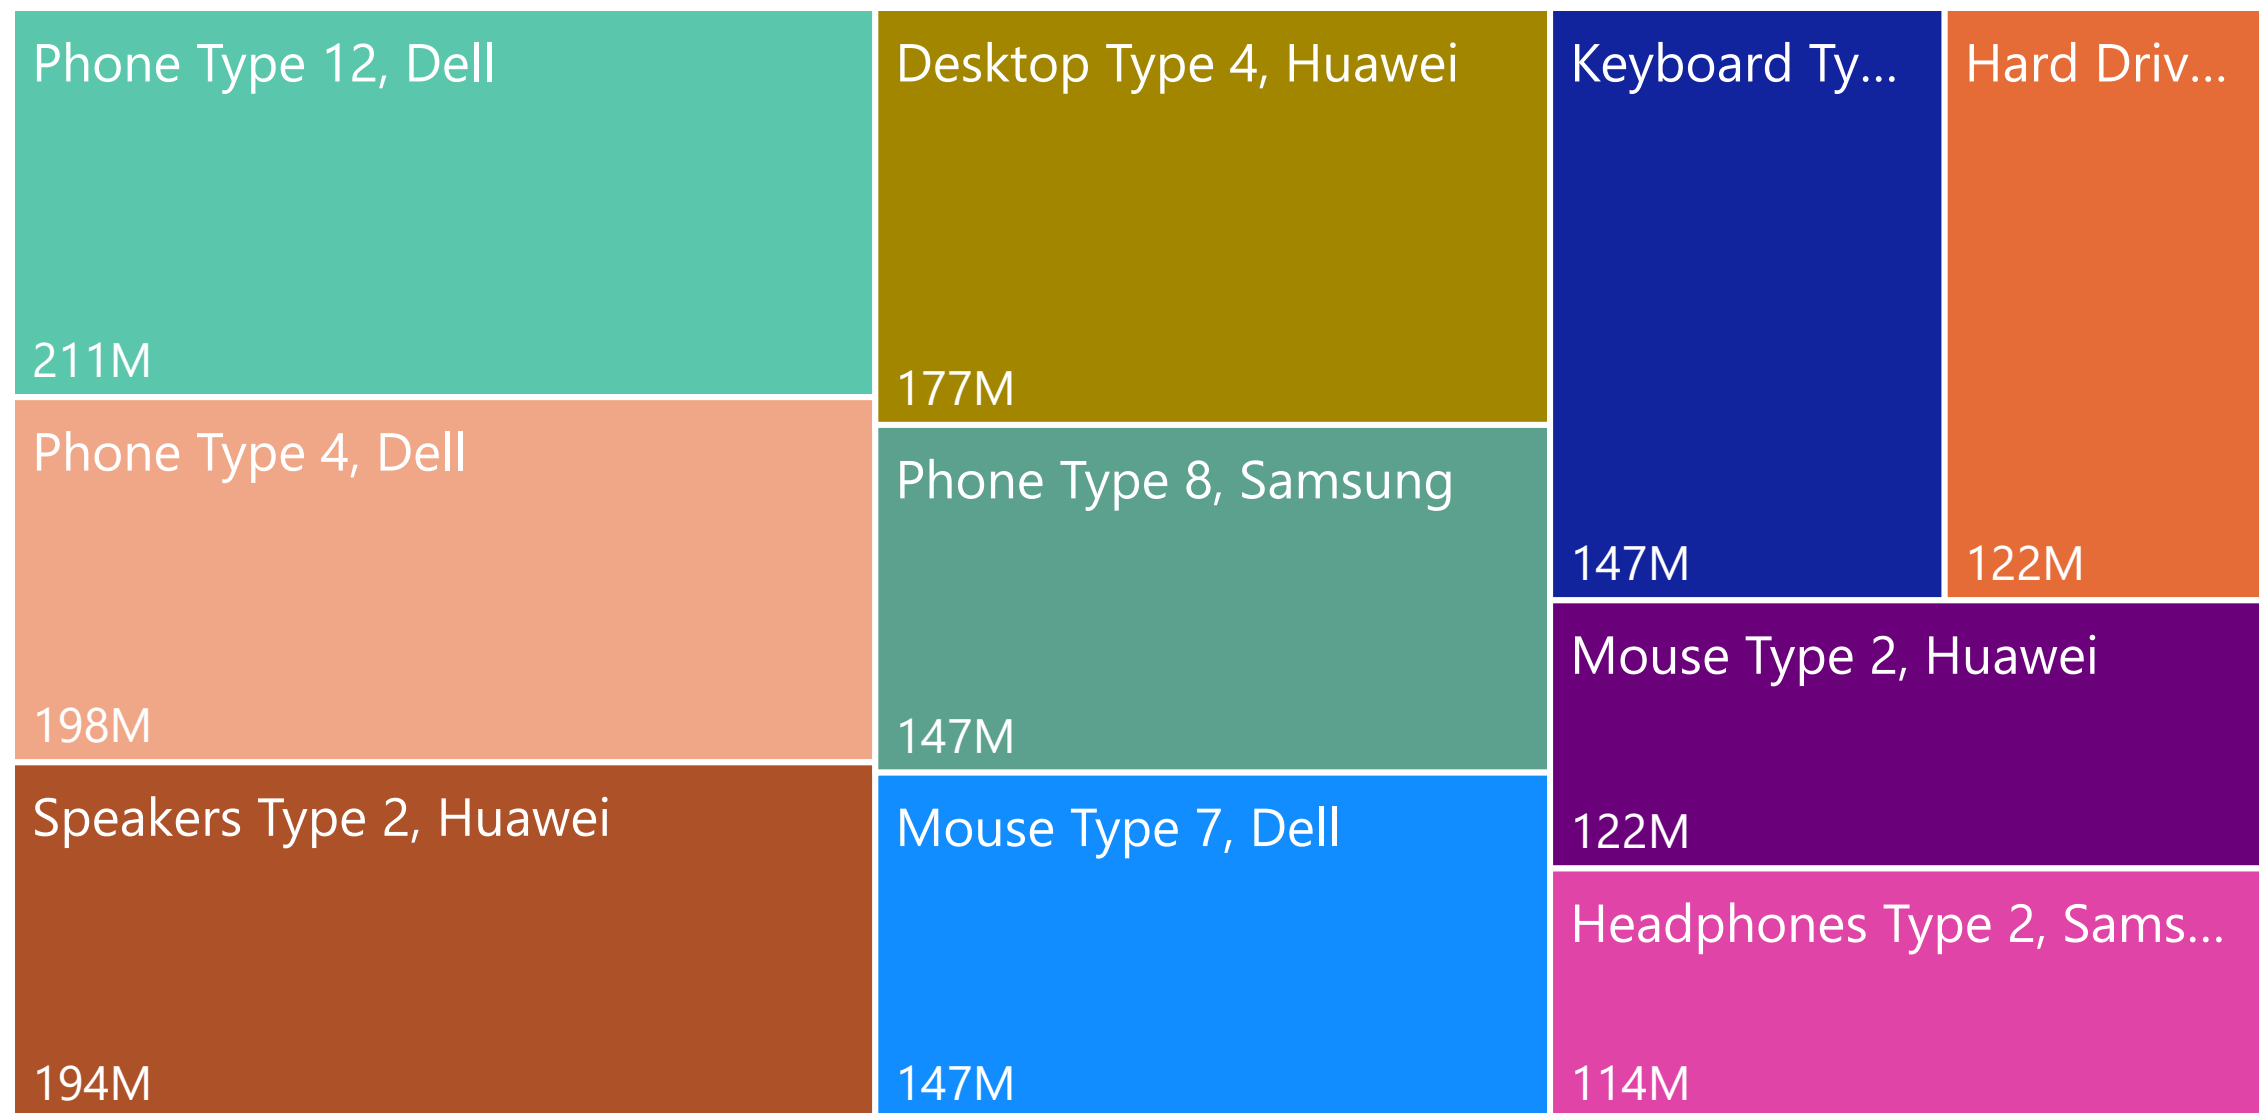 Phone Type 12, Dell
211M
Phone Type 4, Dell
198M
Speakers Type 2, Huawei
194M
Desktop Type 4, Huawei
177M
Phone Type 8, Samsung
147M
Mouse Type 7, Dell
147M
Keyboard Ty...
147M
Hard Driv...
122M
Mouse Type 2, Huawei
122M
Headphones Type 2, Sams...
114M